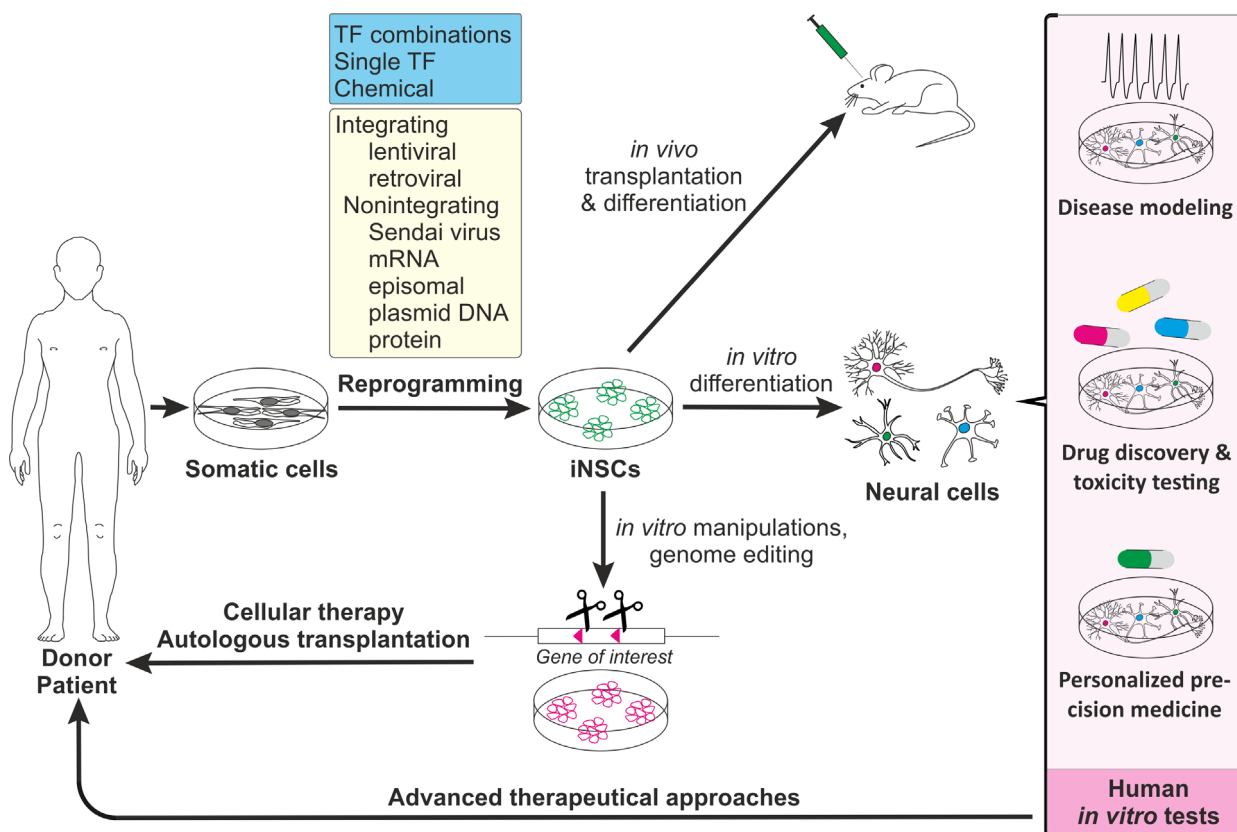 TF combinations
Single TF
Chemical
Integrating
lentiviral
retroviral
Nonintegrating
Sendai virus
mRNA
episomal
plasmid DNA
protein
Reprogramming
Somatic cells
iNSCs
in vivo
transplantation
& differentiation
in vitro
differentiation
Neural cells
in vitro manipulations,
genome editing
Gene of interest
Cellular therapy
Autologous transplantation
Donor
Patient
Advanced therapeutical approaches
Disease modeling
Drug discovery &
toxicity testing
Personalized pre-
cision medicine
Human
in vitro tests